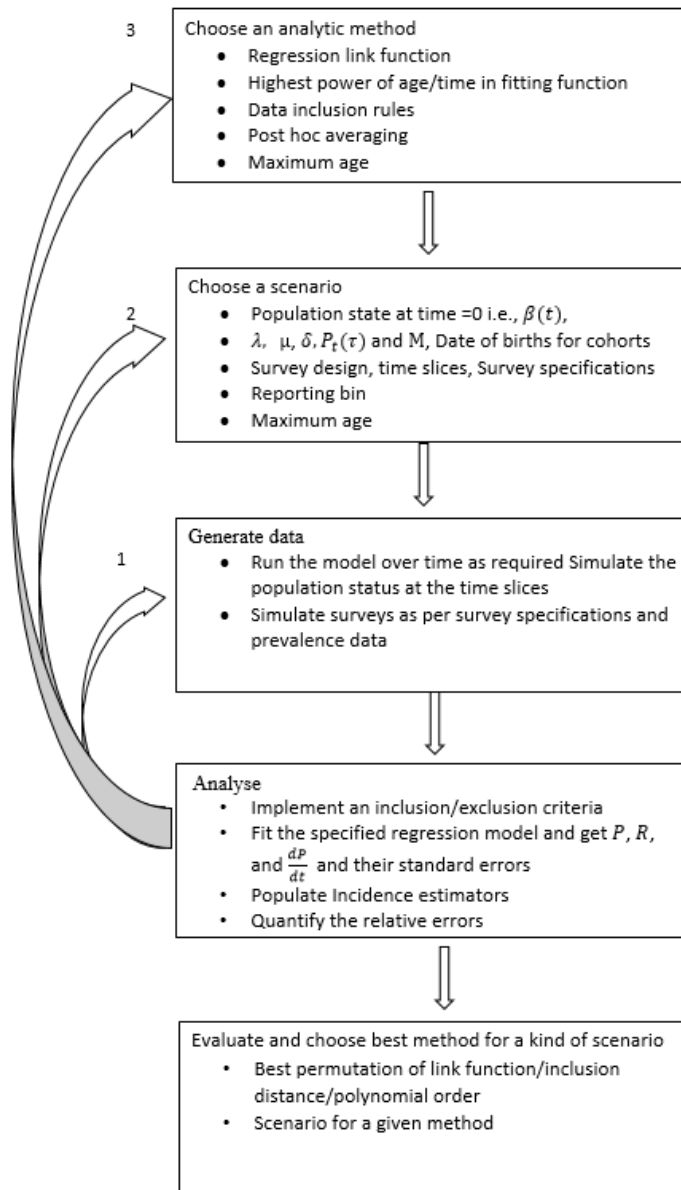 3
Choose an analytic method
● Regression link function
● Highest power of age/time in fitting function
● Data inclusion rules
● Post hoc averaging
● Maximum age
2
Choose a scenario
● Population state at time =0 i.e., β(t),
● λ, μ, δ, P_t(τ) and M, Date of births for cohorts
● Survey design, time slices, Survey specifications
● Reporting bin
● Maximum age
1
Generate data
● Run the model over time as required Simulate the
population status at the time slices
● Simulate surveys as per survey specifications and
prevalence data
Analyse
• Implement an inclusion/exclusion criteria
• Fit the specified regression model and get P, R,
and dP/dt and their standard errors
• Populate Incidence estimators
• Quantify the relative errors
Evaluate and choose best method for a kind of scenario
• Best permutation of link function/inclusion
distance/polynomial order
• Scenario for a given method